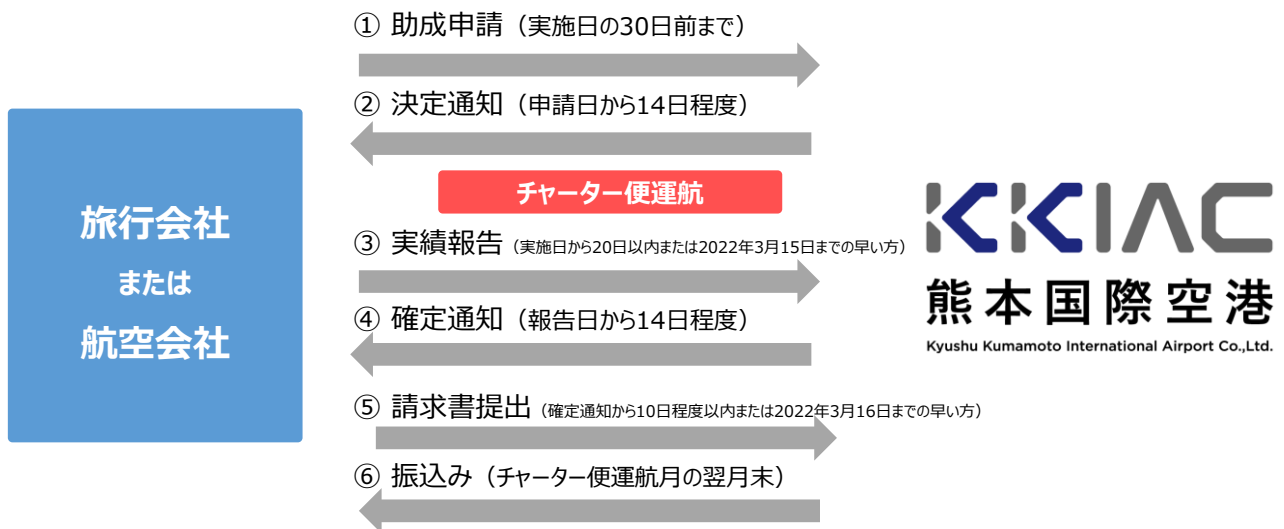 ① 助成申請（実施日の30日前まで）
② 決定通知（申請日から14日程度）
チャーター便運航
旅行会社
または
航空会社
③ 実績報告（実施日から20日以内または2022年3月15日までの早い方）
④ 確定通知（報告日から14日程度）
⑤ 請求書提出（確定通知から10日程度以内または2022年3月16日までの早い方）
⑥ 振込み（チャーター便運航月の翌月末）
KKIAC
熊本国際空港
Kyushu Kumamoto International Airport Co.,Ltd.